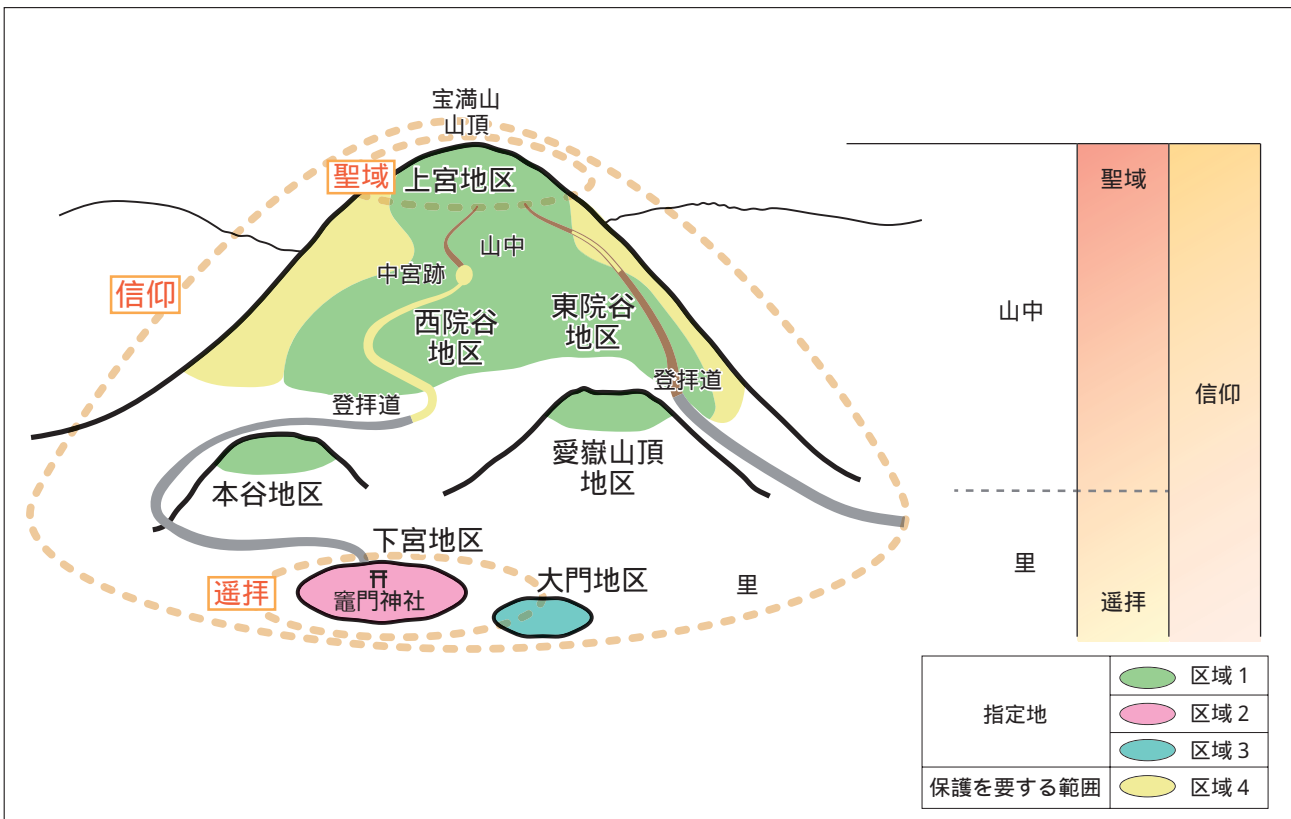 宝満山
山頂
聖域
上宮地区
山中
中宮跡
信仰
西院谷
地区
東院谷
地区
登拝道
登拝道
愛嶽山頂
地区
本谷地区
下宮地区
遥拝
竈門神社
大門地区
里
聖域
山中
信仰
里
遥拝
指定地
区域1
区域2
区域3
保護を要する範囲
区域4